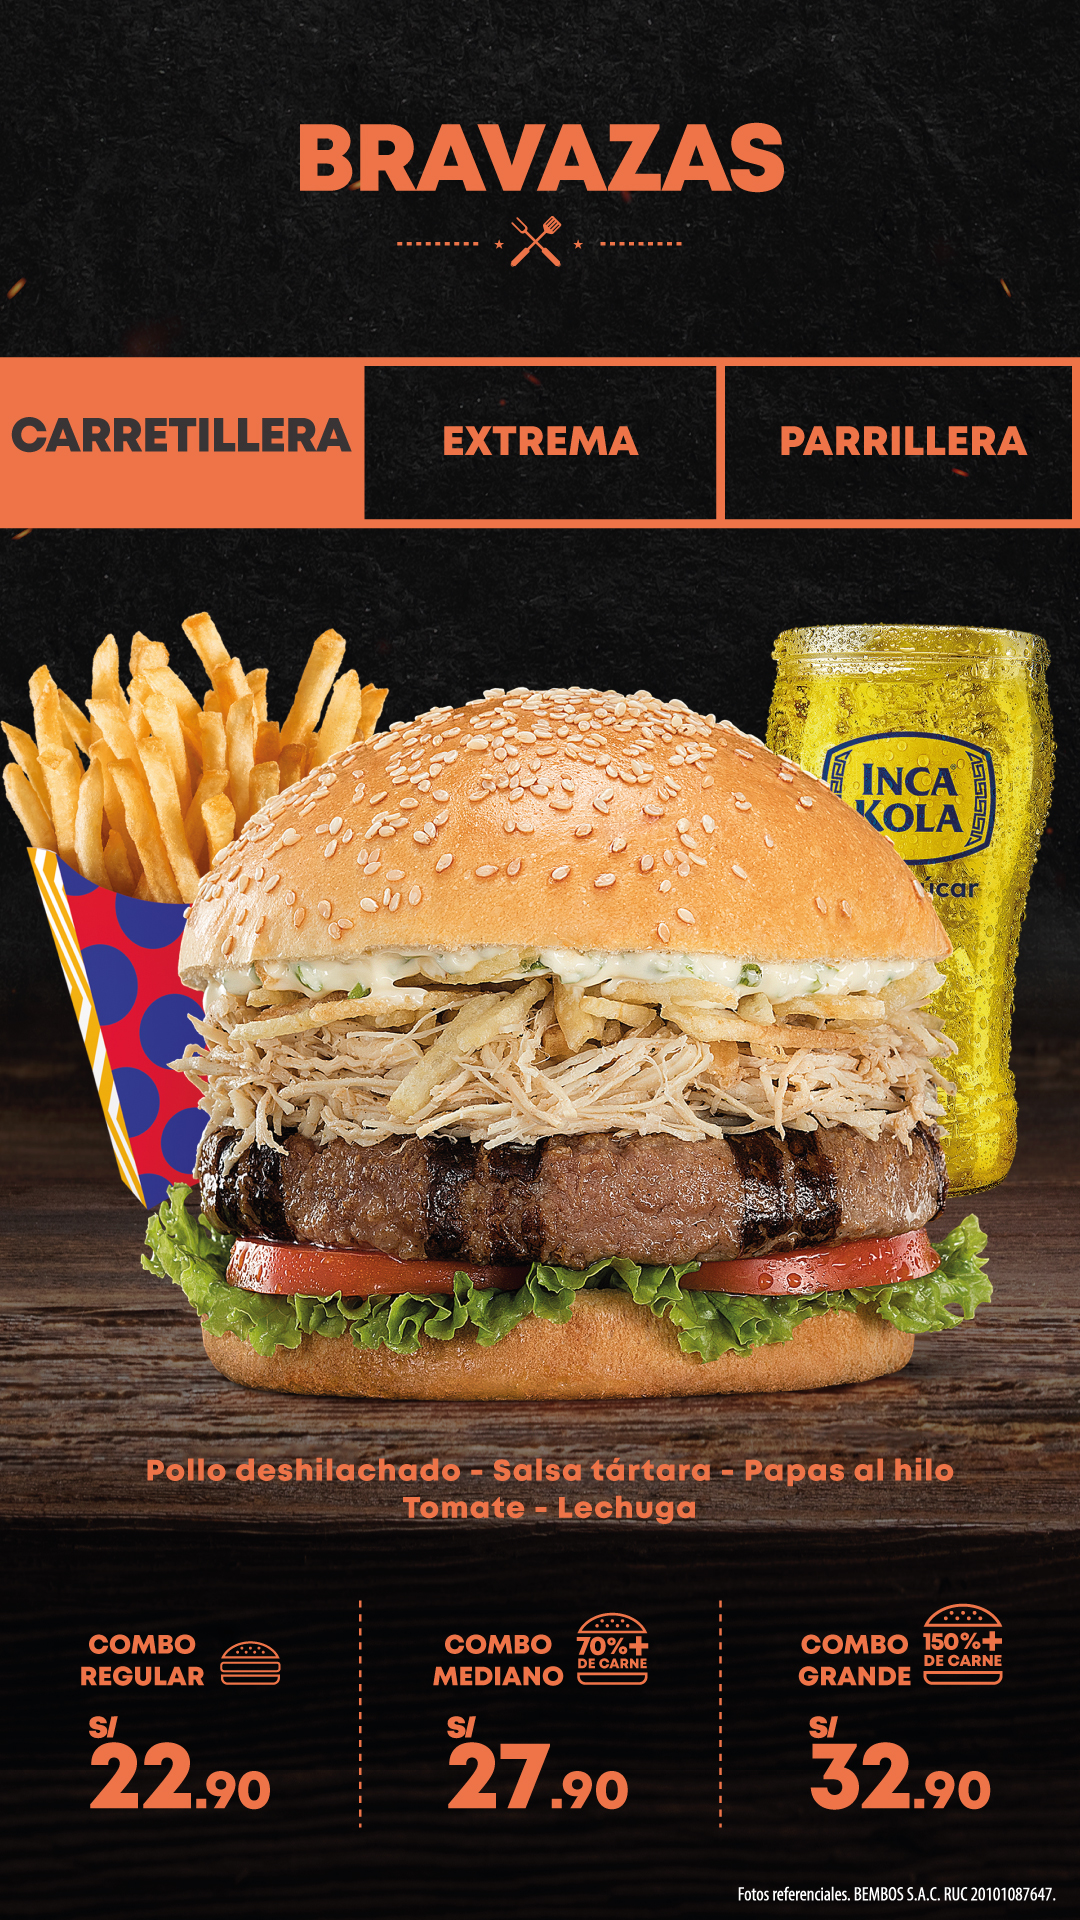 BRAVAZAS
CARRETILLERA
EXTREMA
PARRILLERA
INCA
KOLA
úcar
Pollo deshilachado - Salsa tártara - Papas al hilo
Tomate - Lechuga
COMBO
REGULAR
S/
22.90
COMBO
MEDIANO
70%+
DE CARNE
S/
27.90
COMBO
GRANDE
150%+
DE CARNE
S/
32.90
Fotos referenciales. BEMBOS S.A.C. RUC 20101087647.